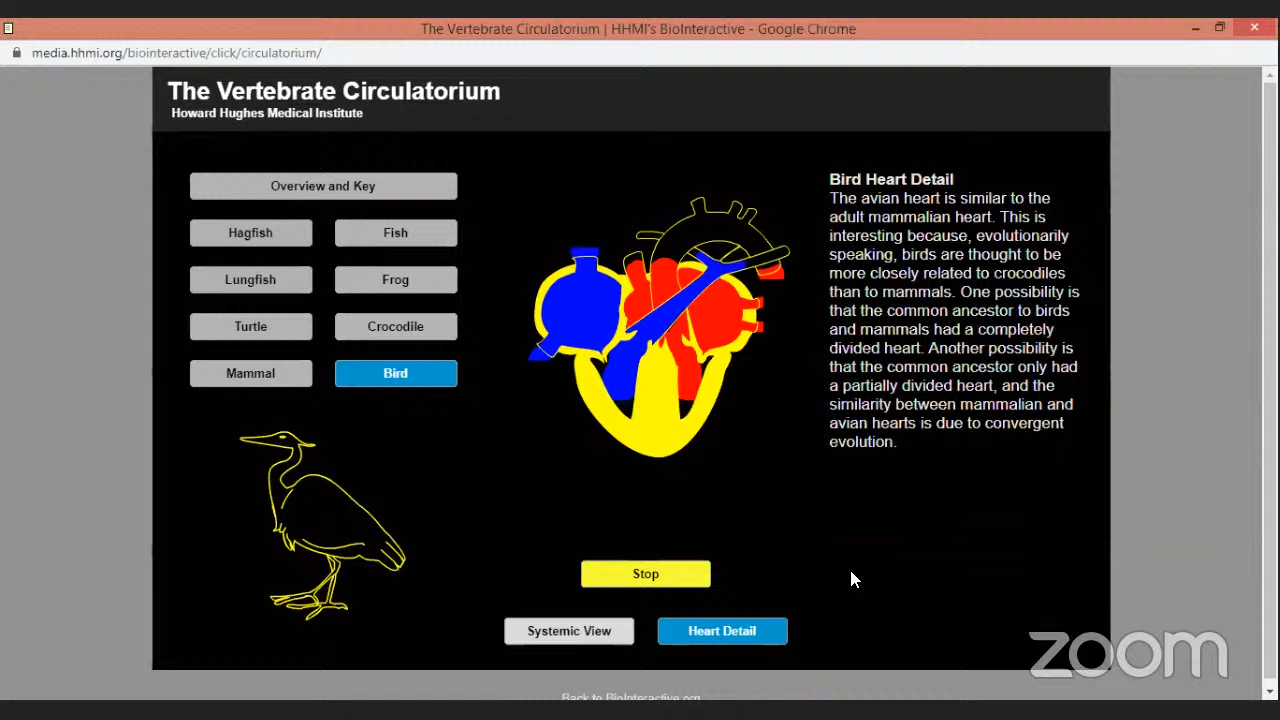 The Vertebrate Circulatorium | HHMI's BioInteractive - Google Chrome
media.hhmi.org/biointeractive/click/circulatorium/
The Vertebrate Circulatorium
Howard Hughes Medical Institute
Overview and Key
Hagfish
Fish
Lungfish
Frog
Turtle
Crocodile
Mammal
Bird
Bird Heart Detail
The avian heart is similar to the
adult mammalian heart. This is
interesting because, evolutionarily
speaking, birds are thought to be
more closely related to crocodiles
than to mammals. One possibility is
that the common ancestor to birds
and mammals had a completely
divided heart. Another possibility is
that the common ancestor only had
a partially divided heart, and the
similarity between mammalian and
avian hearts is due to convergent
evolution.
Stop
Systemic View
Heart Detail
zoom
Back to BioInteractive.org